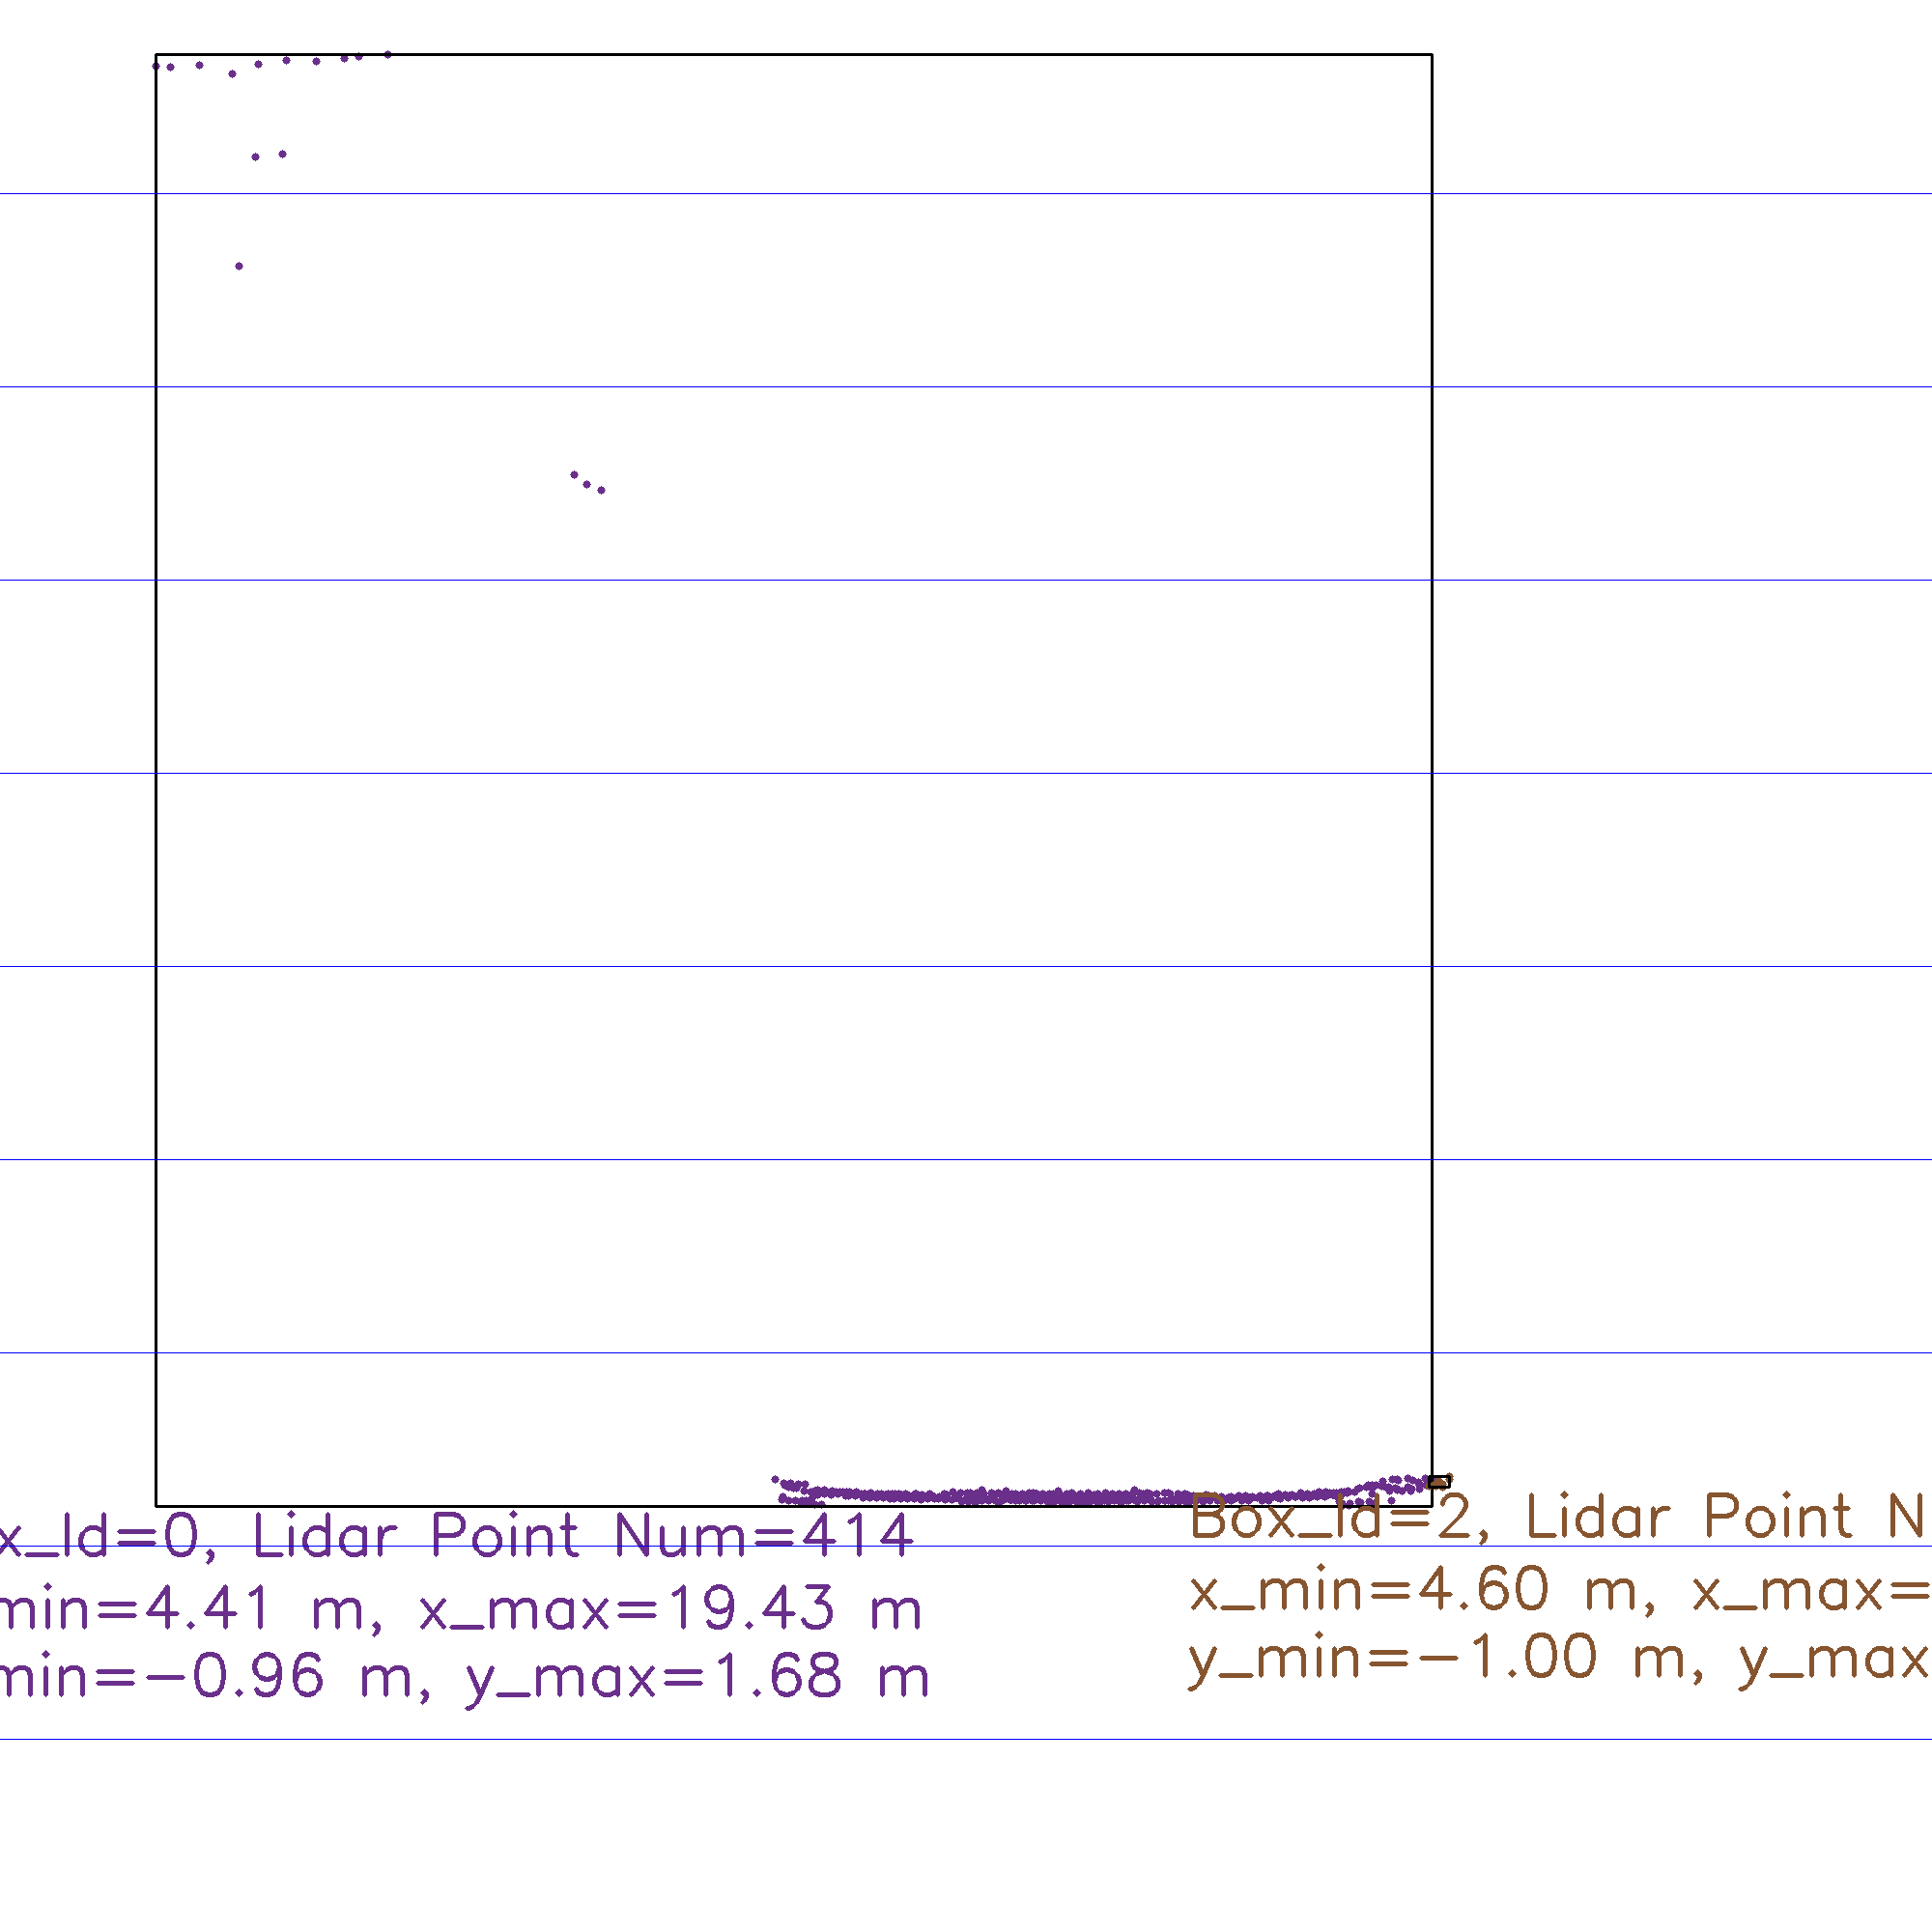 x_Id=0, Lidar Point Num=414
min=4.41 m, x_max=19.43 m
min=-0.96 m, y_max=1.68 m
Box_Id=2, Lidar Point N
x_min=4.60 m, x_max=
y_min=-1.00 m, y_max